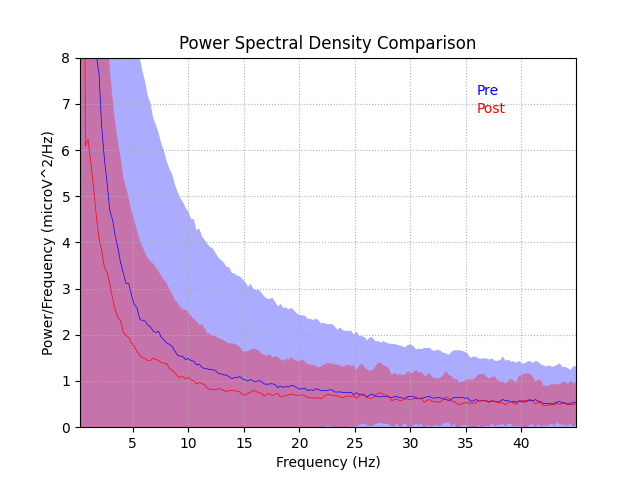 Power Spectral Density Comparison
8
7
6
5
4
3
2
1
0
Power/Frequency (microV^2/Hz)
Pre
Post
5 10 15 20 25 30 35 40
Frequency (Hz)